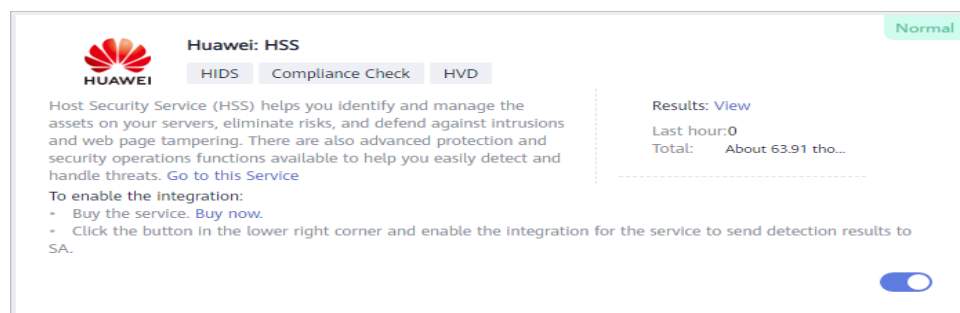 Normal
Huawei: HSS
HUAWEI
HIDS Compliance Check HVD
Host Security Service (HSS) helps you identify and manage the
assets on your servers, eliminate risks, and defend against intrusions
and web page tampering. There are also advanced protection and
security operations functions available to help you easily detect and
handle threats. Go to this Service
Results: View
Last hour:0
Total: About 63.91 tho...
To enable the integration:
• Buy the service. Buy now.
• Click the button in the lower right corner and enable the integration for the service to send detection results to
SA.